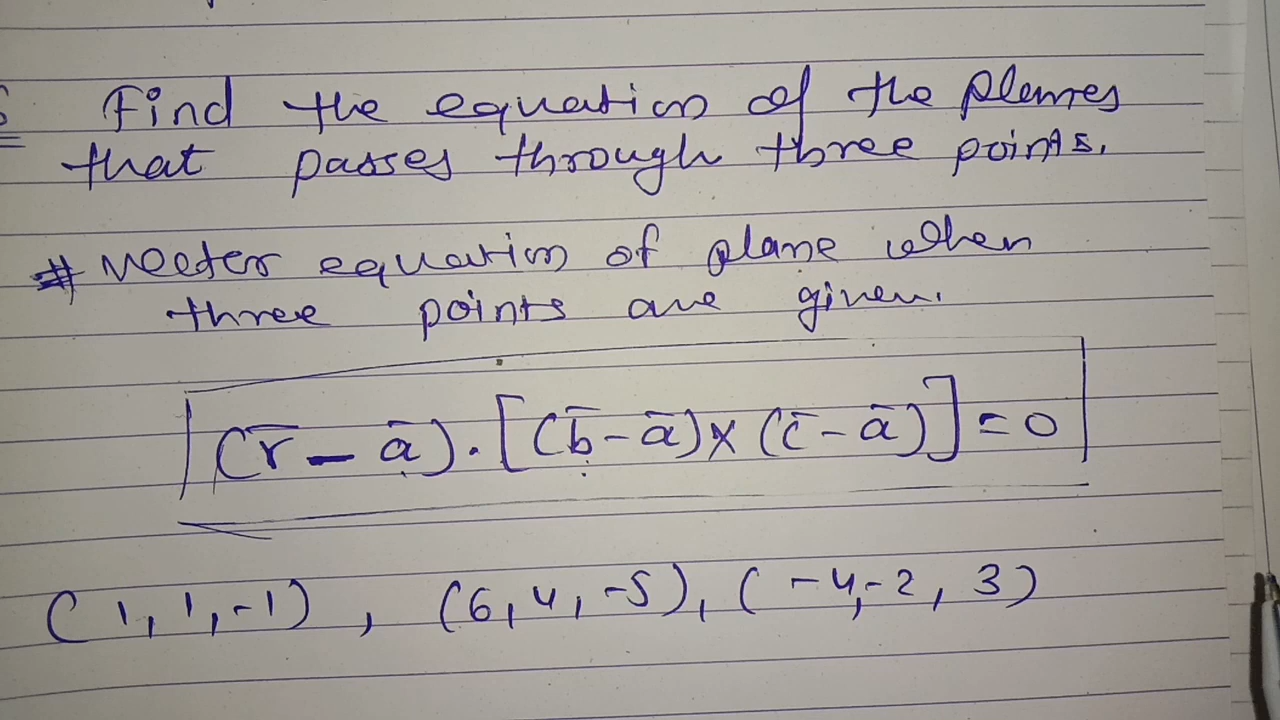 Find the equation of the planes
that passes through three points.
# Vector equation of plane when
three points are given.
(r̄ - ā).[(b̄-ā)×(c̄-ā)]=0
(1,1,-1), (6,4,-5), (-4,-2,3)